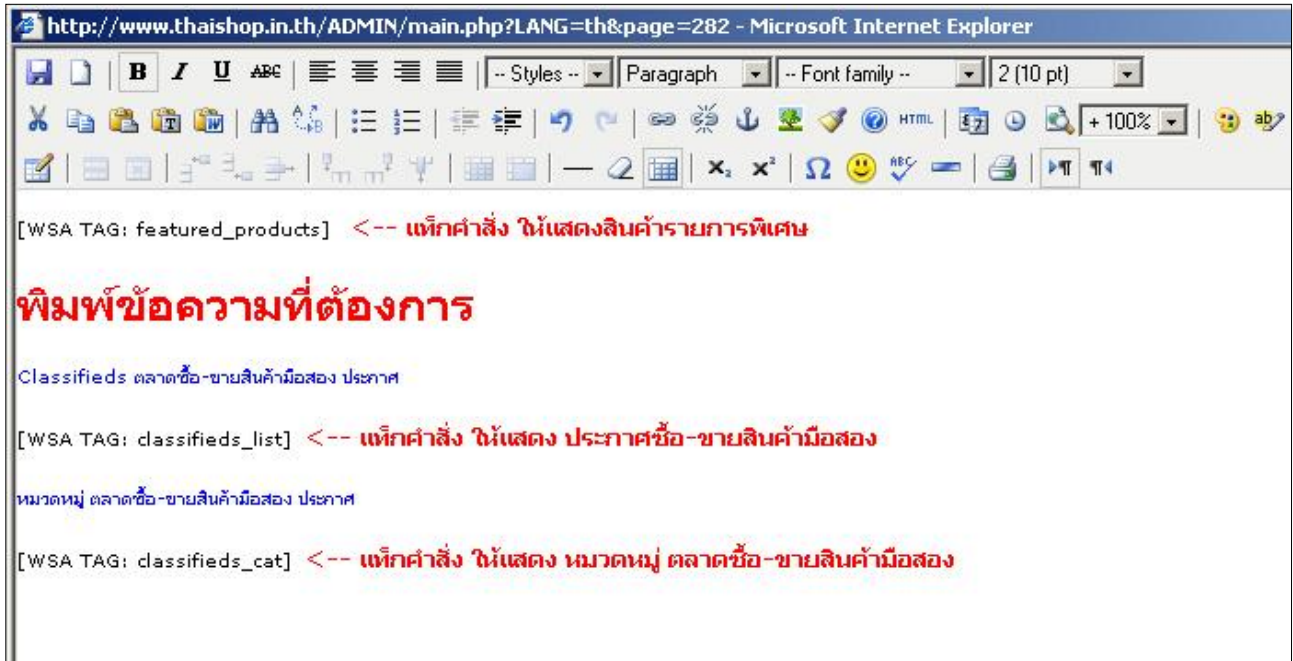 http://www.thaishop.in.th/ADMIN/main.php?LANG=th&page=282 - Microsoft Internet Explorer
B I U ABC -- Styles -- Paragraph -- Font family -- 2 (10 pt)
HTML + 100%
[WSA TAG: featured_products] <-- แท็กคำสั่ง ให้แสดงสินค้ารายการพิเศษ
พิมพ์ข้อความที่ต้องการ
Classifieds ตลาดซื้อ-ขายสินค้ามือสอง ประกาศ
[WSA TAG: classifieds_list] <-- แท็กคำสั่ง ให้แสดง ประกาศซื้อ-ขายสินค้ามือสอง
หมวดหมู่ ตลาดซื้อ-ขายสินค้ามือสอง ประกาศ
[WSA TAG: classifieds_cat] <-- แท็กคำสั่ง ให้แสดง หมวดหมู่ ตลาดซื้อ-ขายสินค้ามือสอง